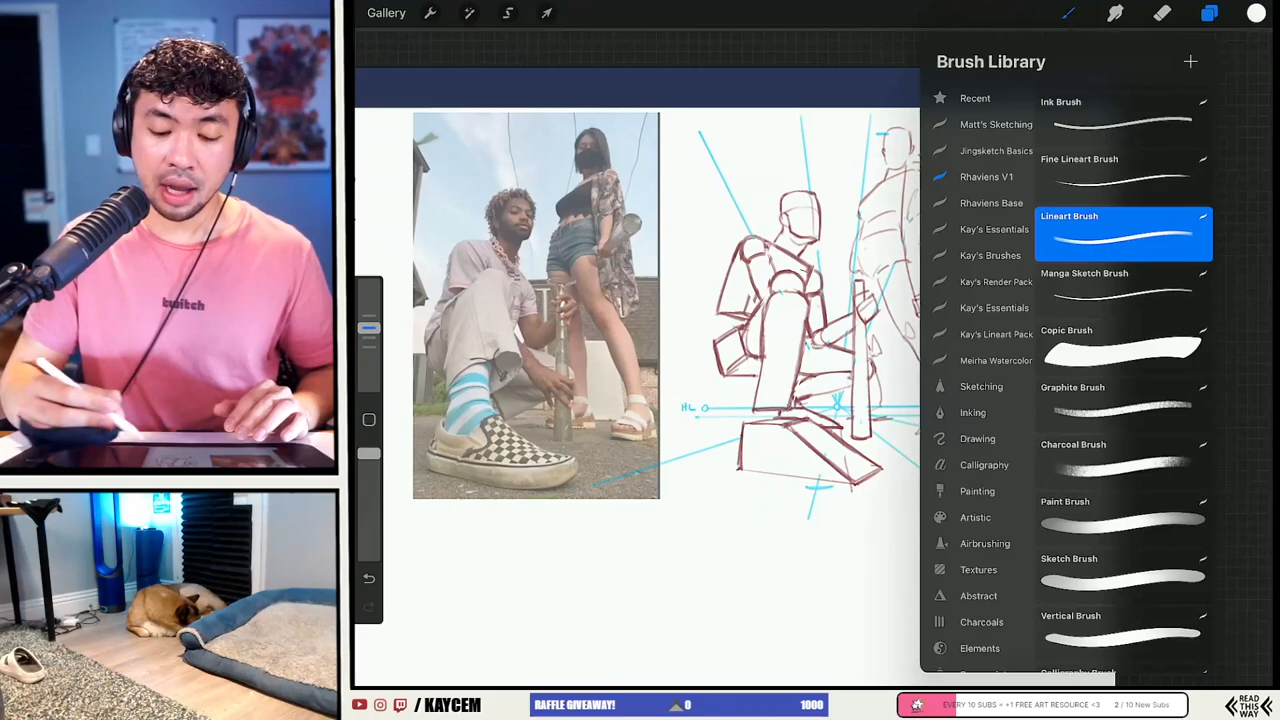 Gallery
Brush Library
Recent
Matt's Sketching
Jingsketch Basics
Rhaviens V1
Rhaviens Base
Kay's Essentials
Kay's Brushes
Kay's Render Pack
Kay's Essentials
Kay's Lineart Pack
Meirha Watercolor
Sketching
Inking
Drawing
Calligraphy
Painting
Artistic
Airbrushing
Textures
Abstract
Charcoals
Elements
Ink Brush
Fine Lineart Brush
Lineart Brush
Manga Sketch Brush
Copic Brush
Graphite Brush
Charcoal Brush
Paint Brush
Sketch Brush
Vertical Brush
twitch
HL
/ KAYCEM
RAFFLE GIVEAWAY! 0 1000
EVERY 10 SUBS = +1 FREE ART RESOURCE <3 2 / 10 New Subs
READ
THIS
WAY